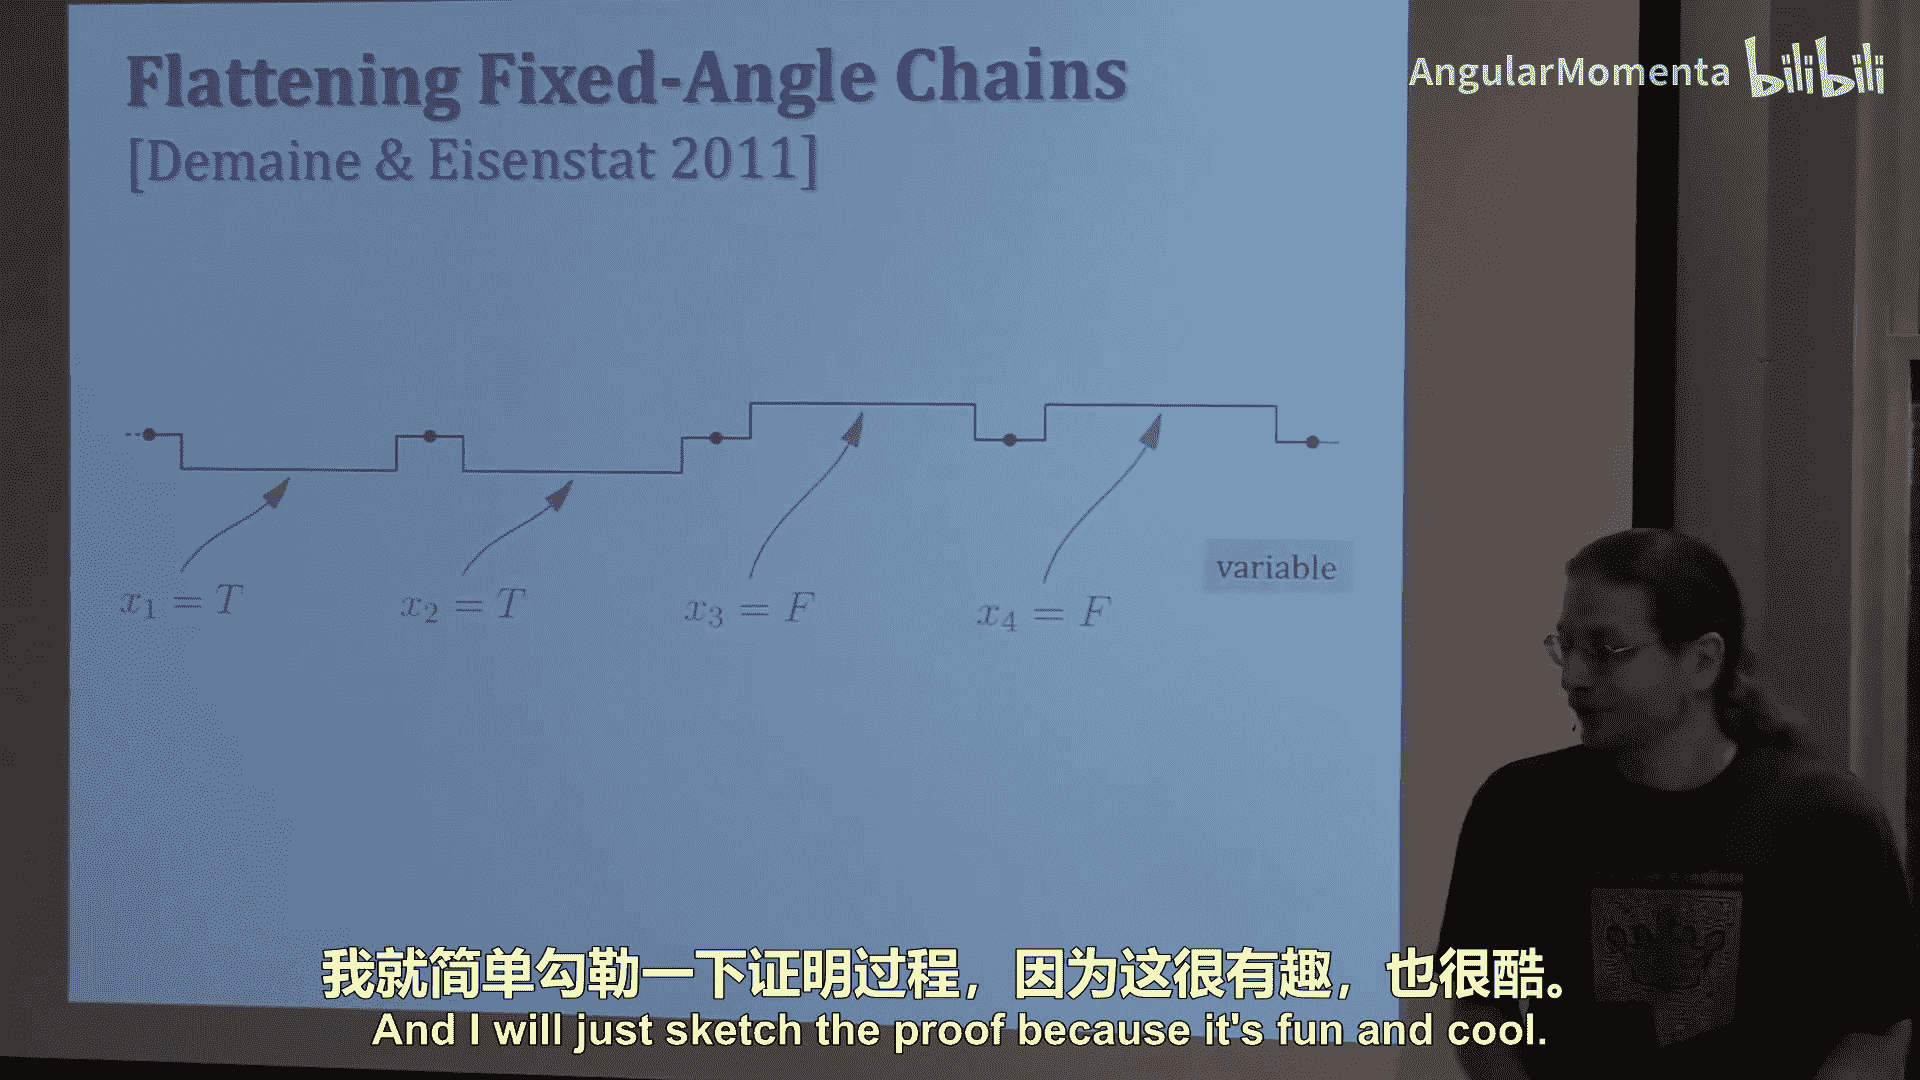 Flattening Fixed-Angle Chains
[Demaine & Eisenstat 2011]
AngularMomenta bilibili
variable
x₁ = T
x₂ = T
x₃ = F
x₄ = F
我就简单勾勒一下证明过程，因为这很有趣，也很酷。
And I will just sketch the proof because it's fun and cool.